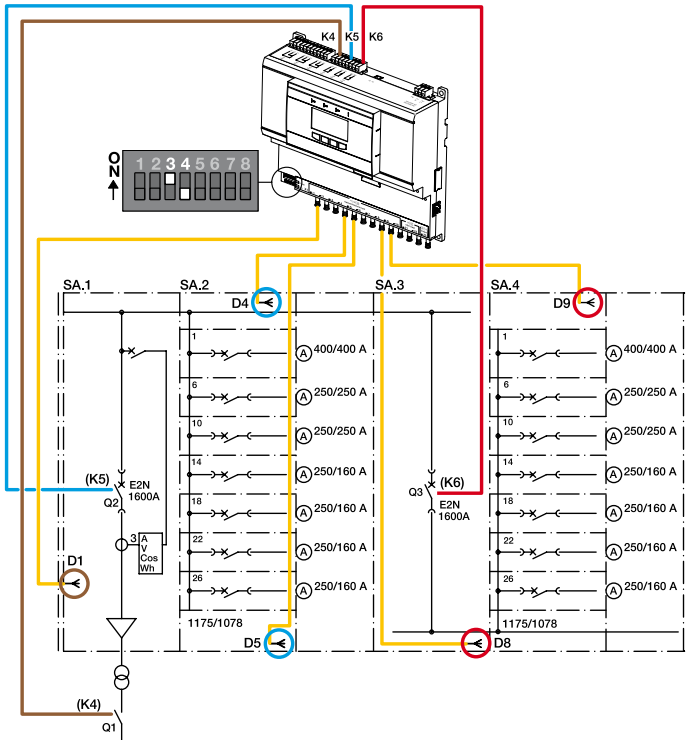 K4 K5 K6
ON
1 2 3 4 5 6 7 8
SA.1
SA.2
D4
SA.3
SA.4
D9
1
400/400 A
A
6
250/250 A
A
10
250/250 A
A
14
250/160 A
A
18
250/160 A
A
22
250/160 A
A
26
250/160 A
A
1175/1078
(K5)
E2N
1600A
Q2
3
A
V
Cos
Wh
D1
D5
(K4)
Q1
(K6)
Q3
E2N
1600A
D8
1
400/400 A
A
6
250/250 A
A
10
250/250 A
A
14
250/160 A
A
18
250/160 A
A
22
250/160 A
A
26
250/160 A
A
1175/1078